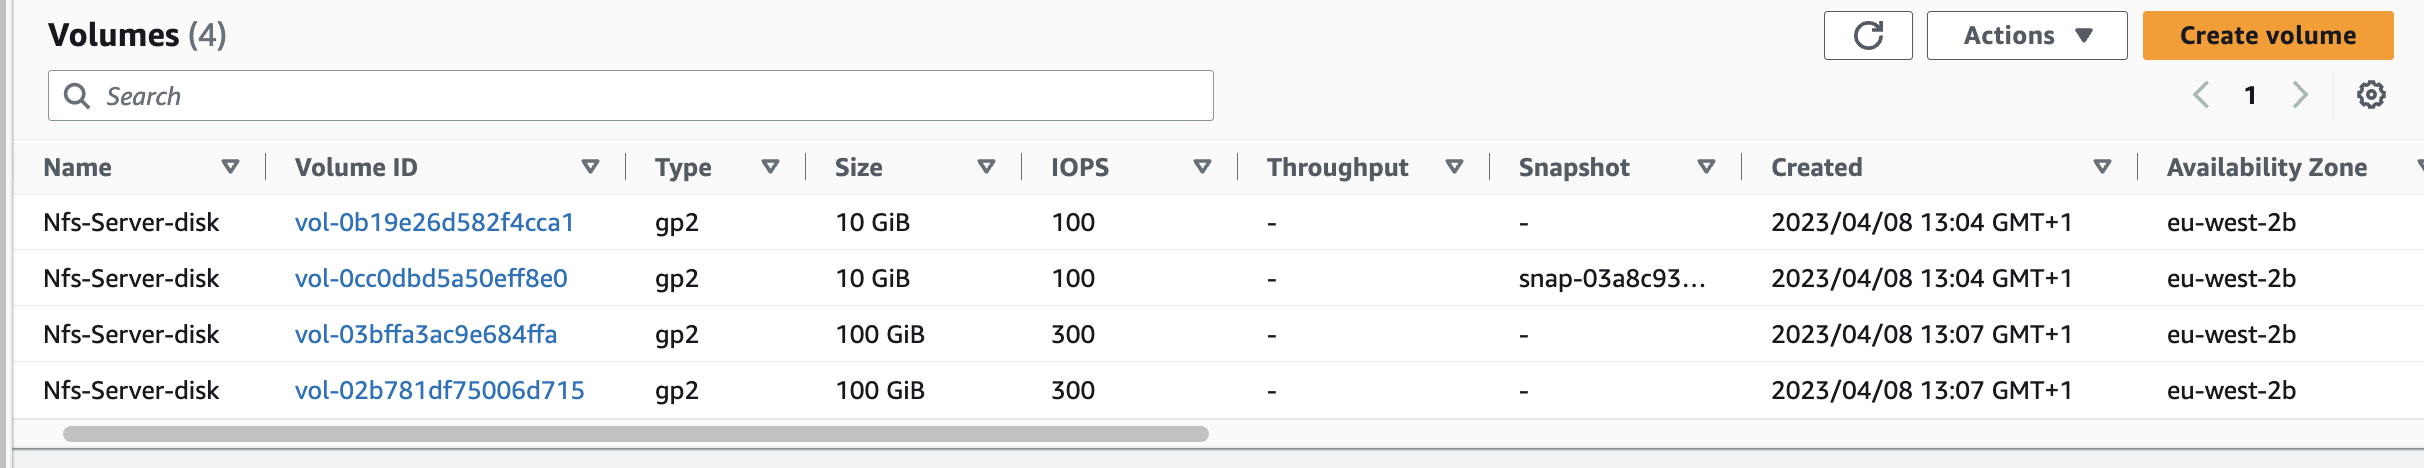 Volumes (4)
Actions
Create volume
Search
1
Name Volume ID Type Size IOPS Throughput Snapshot Created Availability Zone
Nfs-Server-disk vol-0b19e26d582f4cca1 gp2 10 GiB 100 - - 2023/04/08 13:04 GMT+1 eu-west-2b
Nfs-Server-disk vol-0cc0dbd5a50eff8e0 gp2 10 GiB 100 - snap-03a8c93... 2023/04/08 13:04 GMT+1 eu-west-2b
Nfs-Server-disk vol-03bffa3ac9e684ffa gp2 100 GiB 300 - - 2023/04/08 13:07 GMT+1 eu-west-2b
Nfs-Server-disk vol-02b781df75006d715 gp2 100 GiB 300 - - 2023/04/08 13:07 GMT+1 eu-west-2b